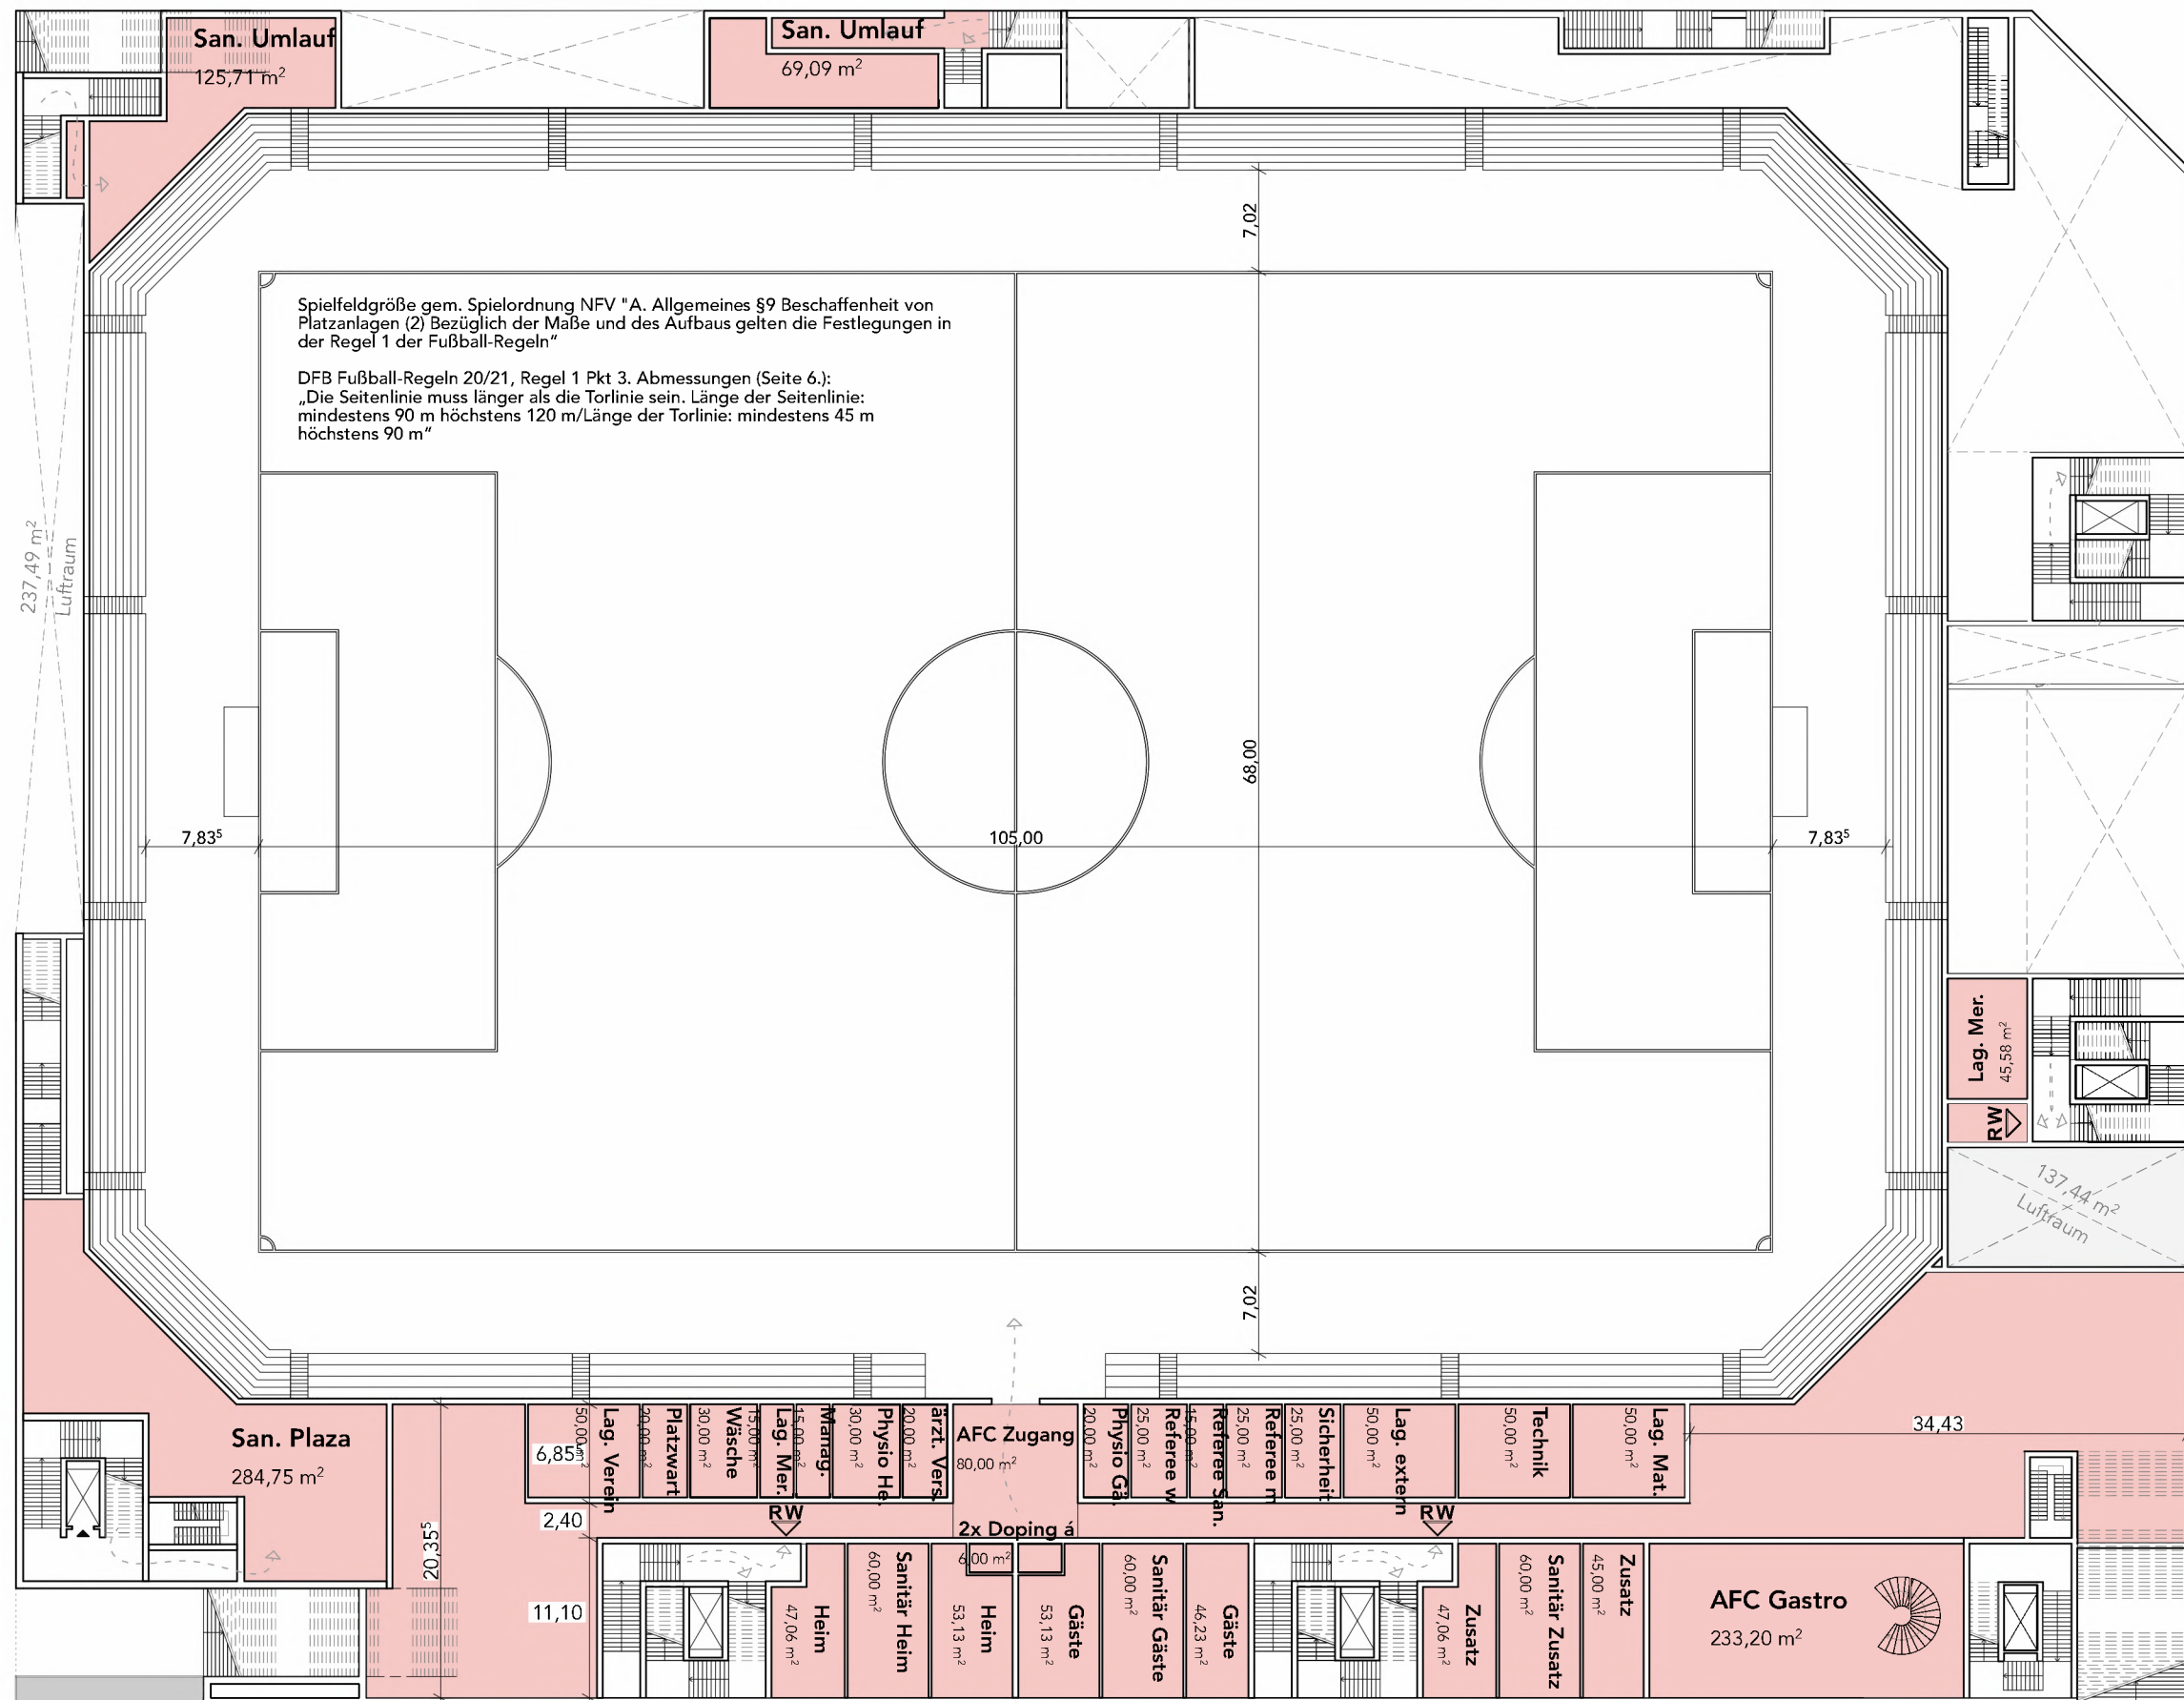 San. Umlauf
125,71 m²
San. Umlauf
69,09 m²
7,02
Spielfeldgröße gem. Spielordnung NFV "A. Allgemeines §9 Beschaffenheit von
Platzanlagen (2) Bezüglich der Maße und des Aufbaus gelten die Festlegungen in
der Regel 1 der Fußball-Regeln"
DFB Fußball-Regeln 20/21, Regel 1 Pkt 3. Abmessungen (Seite 6.):
„Die Seitenlinie muss länger als die Torlinie sein. Länge der Seitenlinie:
mindestens 90 m höchstens 120 m/Länge der Torlinie: mindestens 45 m
höchstens 90 m"
237,49 m²
Luftraum
68,00
7,83⁵
105,00
7,83⁵
Lag. Mer.
45,58 m²
RW
137,44 m²
Luftraum
7,02
San. Plaza
284,75 m²
20,35⁵
6,85⁵
2,40
11,10
Lag. Verein
50,00 m²
Platzwart
20,00 m²
Wäsche
30,00 m²
Lag. Mer.
15,00 m²
Manag.
15,00 m²
Physio He.
30,00 m²
ärzt. Vers.
20,00 m²
AFC Zugang
80,00 m²
Physio Gä.
20,00 m²
Referee w
25,00 m²
Referee San.
15,00 m²
Referee m
25,00 m²
Sicherheit
25,00 m²
Lag. extern
50,00 m²
Technik
50,00 m²
Lag. Mat.
50,00 m²
34,43
RW
2x Doping á
6,00 m²
RW
Heim
47,06 m²
Sanitär Heim
60,00 m²
Heim
53,13 m²
Gäste
53,13 m²
Sanitär Gäste
60,00 m²
Gäste
46,23 m²
Zusatz
47,06 m²
Sanitär Zusatz
60,00 m²
Zusatz
45,00 m²
AFC Gastro
233,20 m²